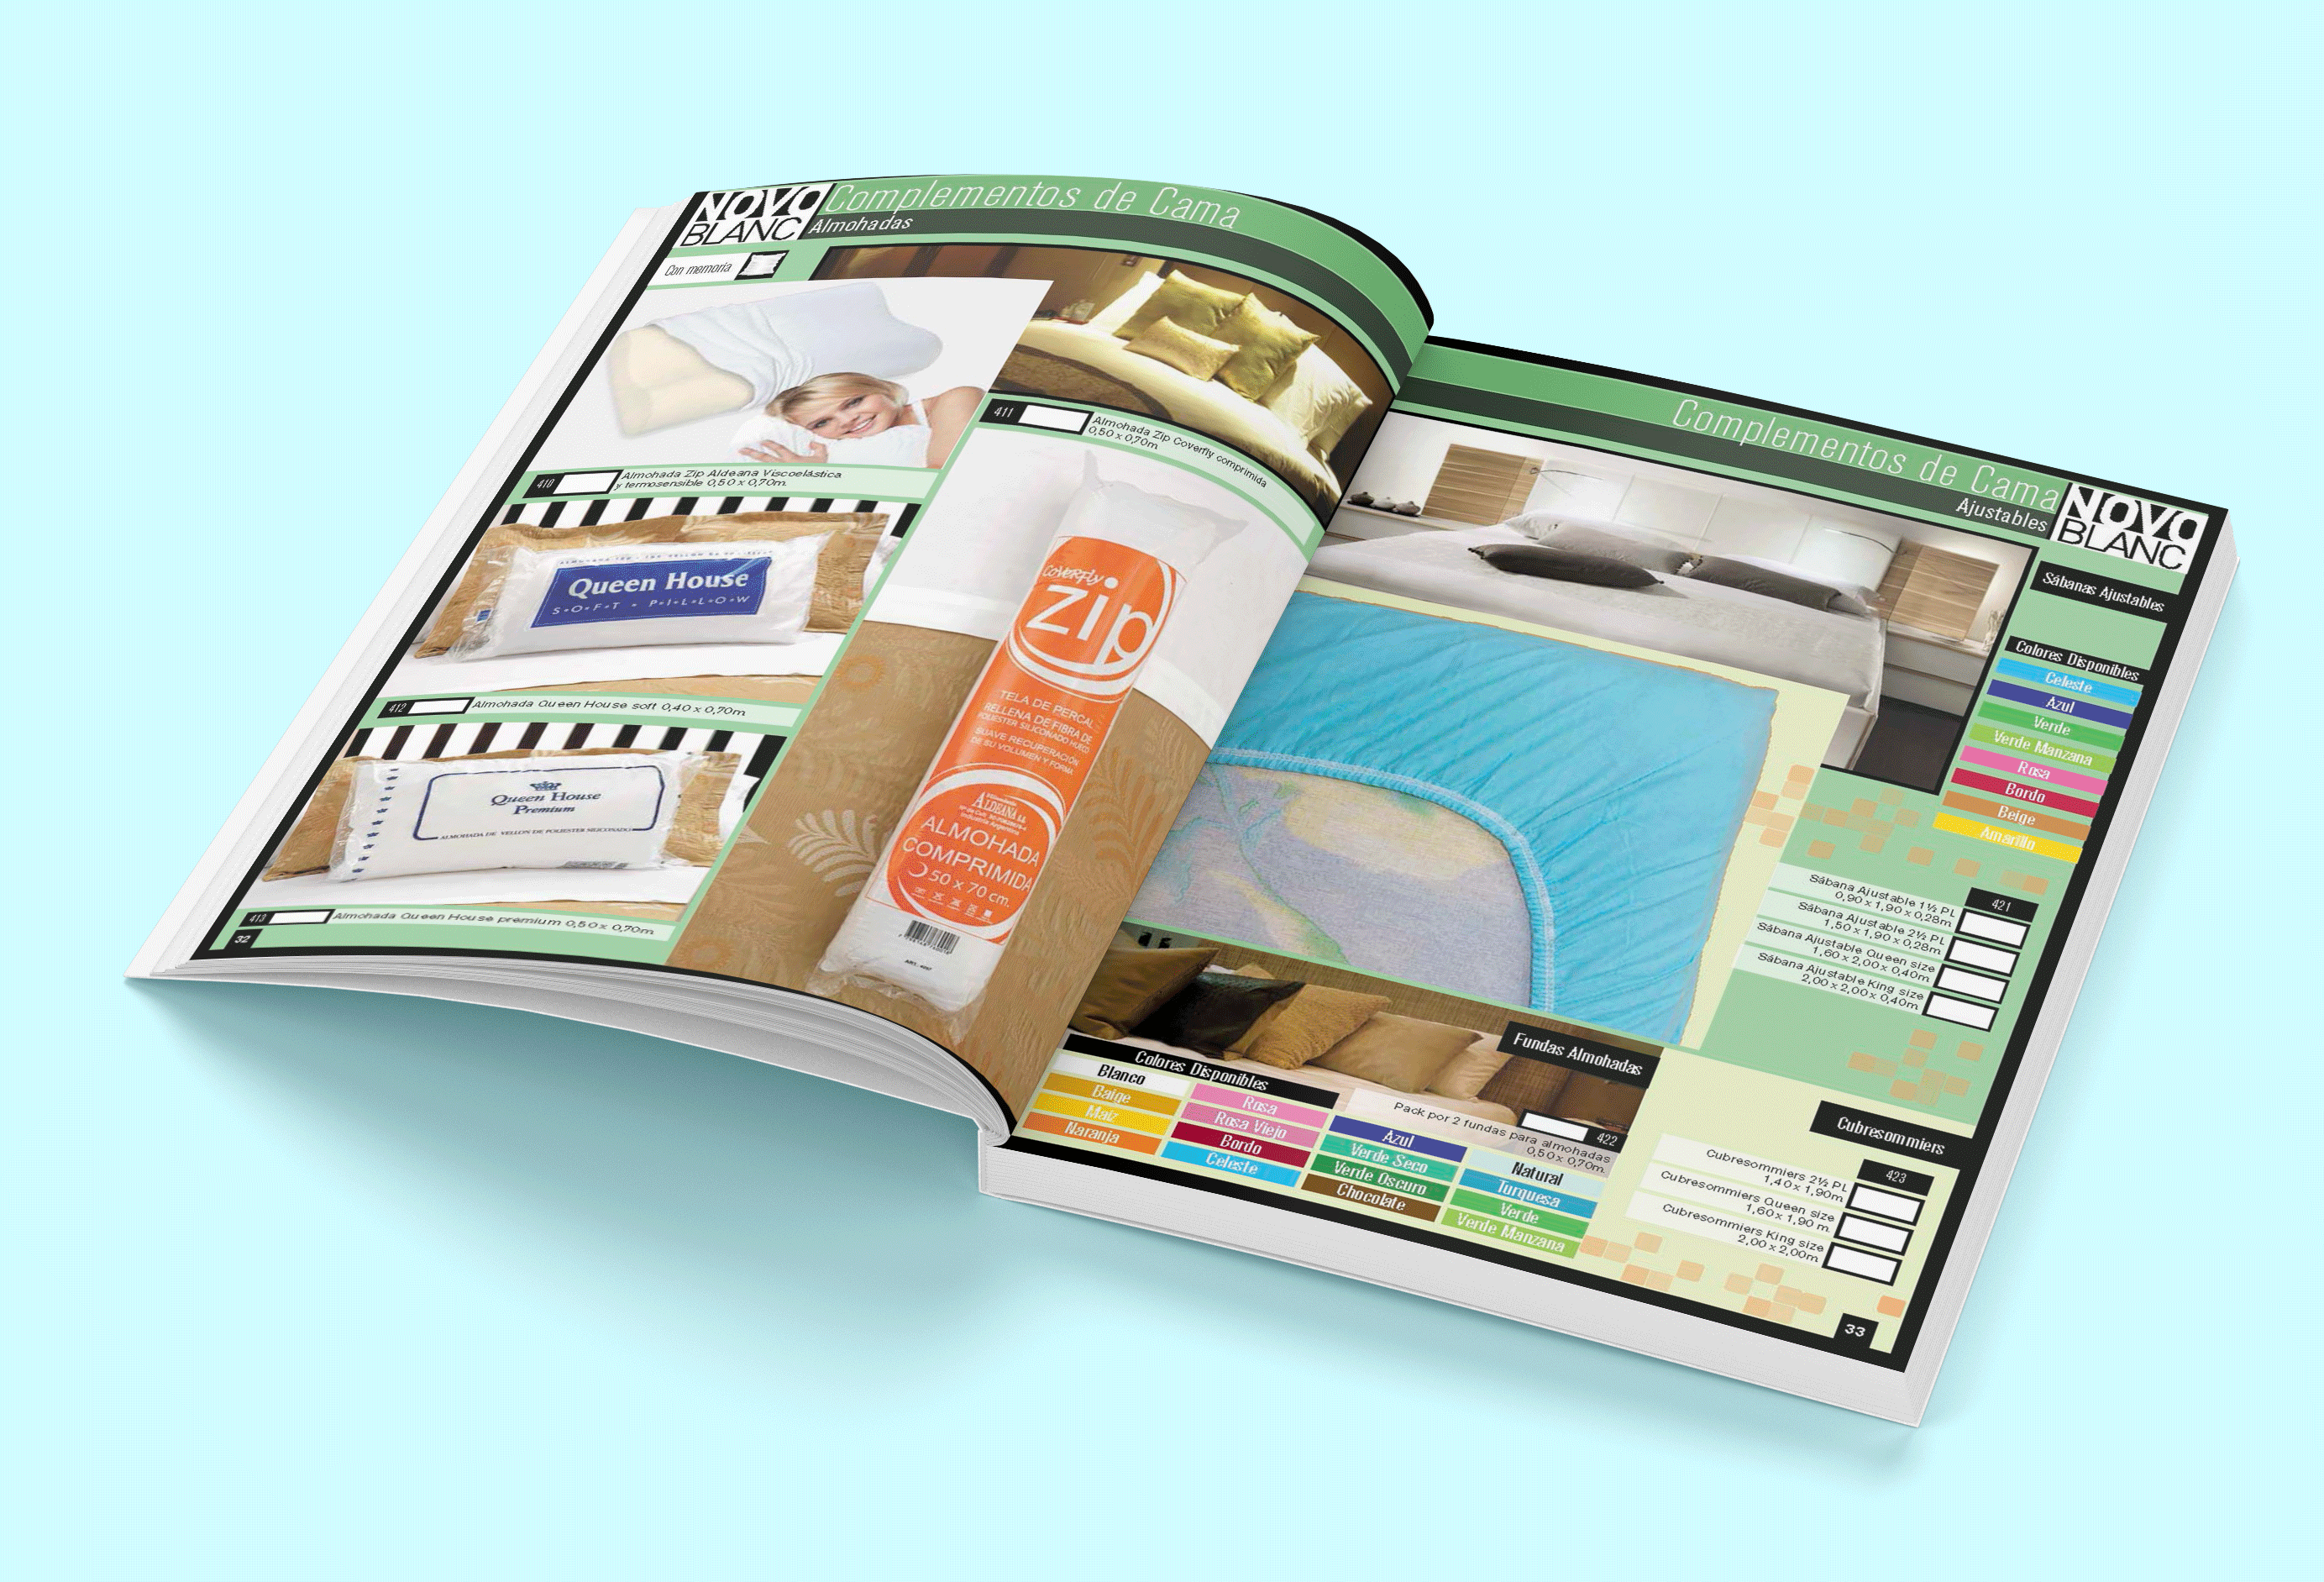 NOVO
BLANC
Complementos de Cama
Almohadas
Con memoria
410
Almohada Zip Aldeana Viscoelástica
y termosensible 0,50 x 0,70m.
411
Almohada Zip Coverfly comprimida
0,50 x 0,70m.
Queen House
S•O•F•T • P•I•L•L•O•W
412
Almohada Queen House soft 0,40 x 0,70m
Queen House
Premium
ALMOHADA DE VELLON DE POLIESTER SILICONADO
413
Almohada Queen House premium 0,50 x 0,70m.
32
CoverFly
zip
TELA DE PERCAL
RELLENA DE FIBRA DE
POLIESTER SILICONADO HUECO
SUAVE RECUPERACIÓN
DE SU VOLUMEN Y FORMA
ALDEANA S.A.
Industria Argentina
ALMOHADA
COMPRIMIDA
50 x 70 cm.
Complementos de Cama
Ajustables
NOVO
BLANC
Sábanas Ajustables
Colores Disponibles
Celeste
Azul
Verde
Verde Manzana
Rosa
Bordo
Beige
Amarillo
421
Sábana Ajustable 1½ PL
0,90 x 1,90 x 0,28m
Sábana Ajustable 2½ PL
1,50 x 1,90 x 0,28m
Sábana Ajustable Queen size
1,60 x 2,00 x 0,40m
Sábana Ajustable King size
2,00 x 2,00 x 0,40m
Fundas Almohadas
Pack por 2 fundas para almohadas
0,50 x 0,70m.
422
Colores Disponibles
Blanco
Beige
Maíz
Naranja
Rosa
Rosa Viejo
Bordo
Celeste
Azul
Verde Seco
Verde Oscuro
Chocolate
Natural
Turquesa
Verde
Verde Manzana
Cubresommiers
423
Cubresommiers 2½ PL
1,40 x 1,90m
Cubresommiers Queen size
1,60 x 1,90 m.
Cubresommiers King size
2,00 x 2,00m
33